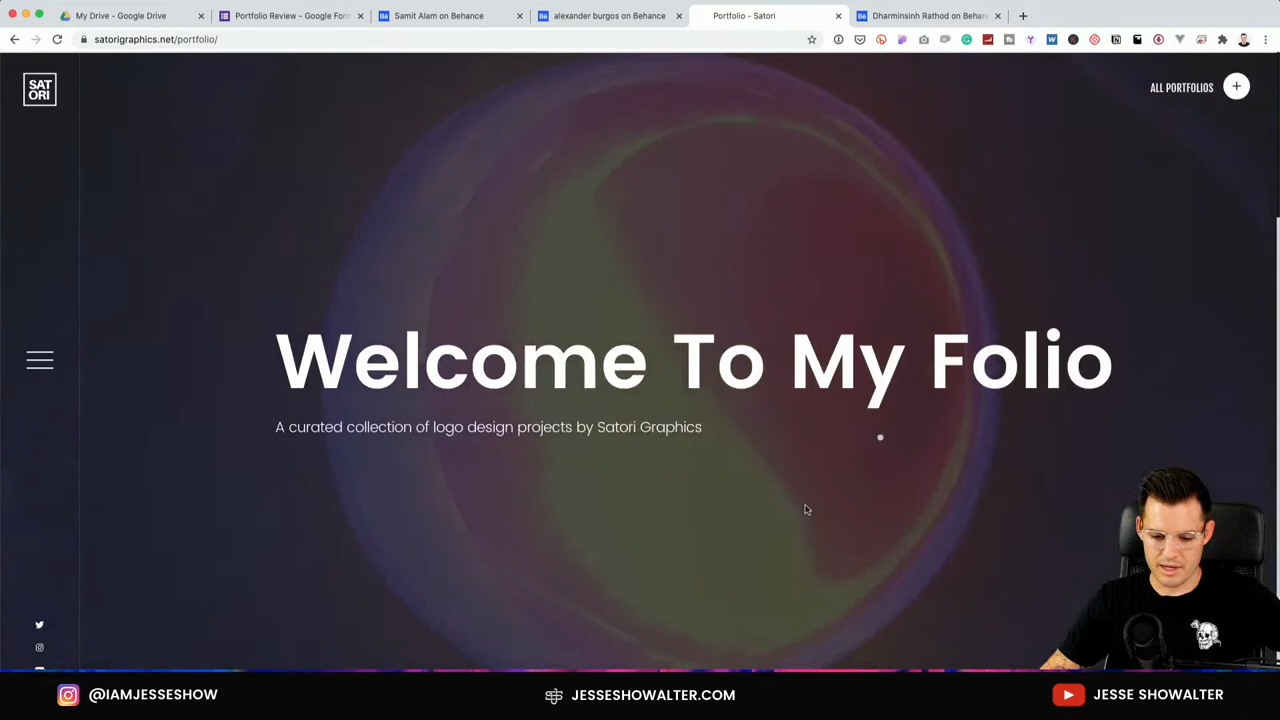 My Drive - Google Drive
Portfolio Review - Google Form
Samit Alam on Behance
alexander burgos on Behance
Portfolio - Satori
Dharminsinh Rathod on Behan
satorigraphics.net/portfolio/
SAT
ORI
ALL PORTFOLIOS
Welcome To My Folio
A curated collection of logo design projects by Satori Graphics
@IAMJESSESHOW
JESSESHOWALTER.COM
JESSE SHOWALTER